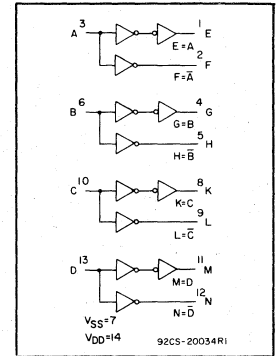 3 1
A E
E=A
2
F
F=A̅
6 4
B G
G=B
5
H
H=B̅
10 8
C K
K=C
9
L
L=C̅
13 11
D M
M=D
12
N
N=D̅
VSS=7
VDD=14
92CS-20034R1